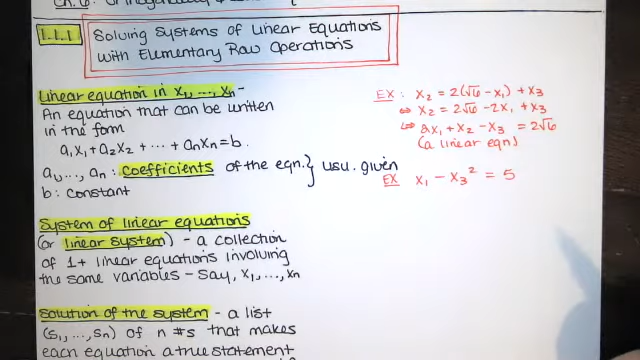 Ch. 6: Orthogonality &
1.1.1 Solving Systems of Linear Equations
with Elementary Row Operations
Linear equation in x₁, ..., xₙ -
An equation that can be written
in the form
a₁x₁ + a₂x₂ + ... + aₙxₙ = b.
a₁, ..., aₙ: coefficients of the eqn. } usu. given
b: constant
EX: x₂ = 2(√6 - x₁) + x₃
⇔ x₂ = 2√6 - 2x₁ + x₃
⇔ 2x₁ + x₂ - x₃ = 2√6
(a linear eqn)
EX x₁ - x₃² = 5
System of linear equations
(or linear system) - a collection
of 1+ linear equations involving
the same variables - say, x₁, ..., xₙ
Solution of the system - a list
(s₁, ..., sₙ) of n #s that makes
each equation a true statement